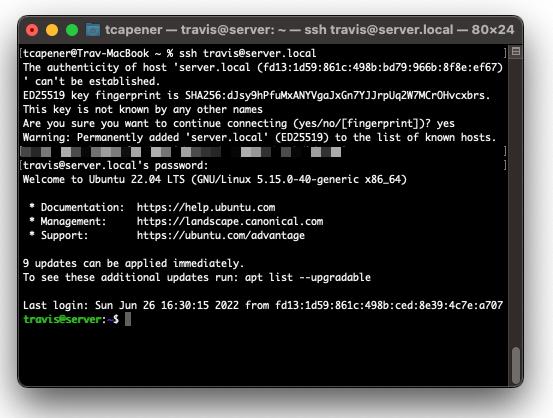 tcapener — travis@server: ~ — ssh travis@server.local — 80×24
[tcapener@Trav-MacBook ~ % ssh travis@server.local ]
The authenticity of host 'server.local (fd13:1d59:861c:498b:bd79:966b:8f8e:ef67)
' can't be established.
ED25519 key fingerprint is SHA256:dJsy9hPfuMxANYVgaJxGn7YJJrpUq2W7MCrOHvcxbrs.
This key is not known by any other names
Are you sure you want to continue connecting (yes/no/[fingerprint])? yes
Warning: Permanently added 'server.local' (ED25519) to the list of known hosts.
[travis@server.local's password: ]
Welcome to Ubuntu 22.04 LTS (GNU/Linux 5.15.0-40-generic x86_64)
* Documentation: https://help.ubuntu.com
* Management: https://landscape.canonical.com
* Support: https://ubuntu.com/advantage
9 updates can be applied immediately.
To see these additional updates run: apt list --upgradable
Last login: Sun Jun 26 16:30:15 2022 from fd13:1d59:861c:498b:ced:8e39:4c7e:a707
travis@server:~$